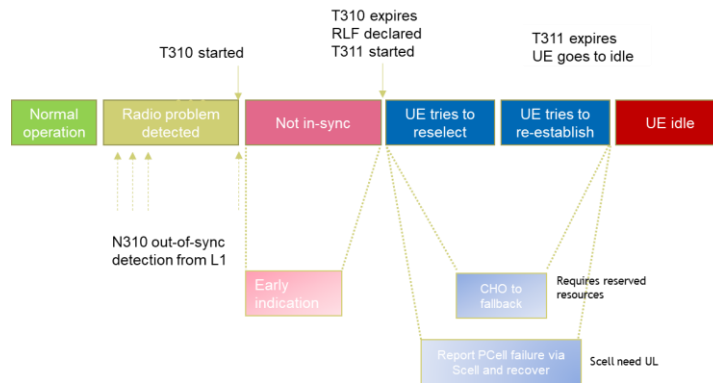 T310 expires
RLF declared
T311 started
T311 expires
UE goes to idle
T310 started
Normal
operation
Radio problem
detected
Not in-sync
UE tries to
reselect
UE tries to
re-establish
UE idle
N310 out-of-sync
detection from L1
Early
indication
CHO to
fallback
Requires reserved
resources
Report PCell failure via
Scell and recover
Scell need UL